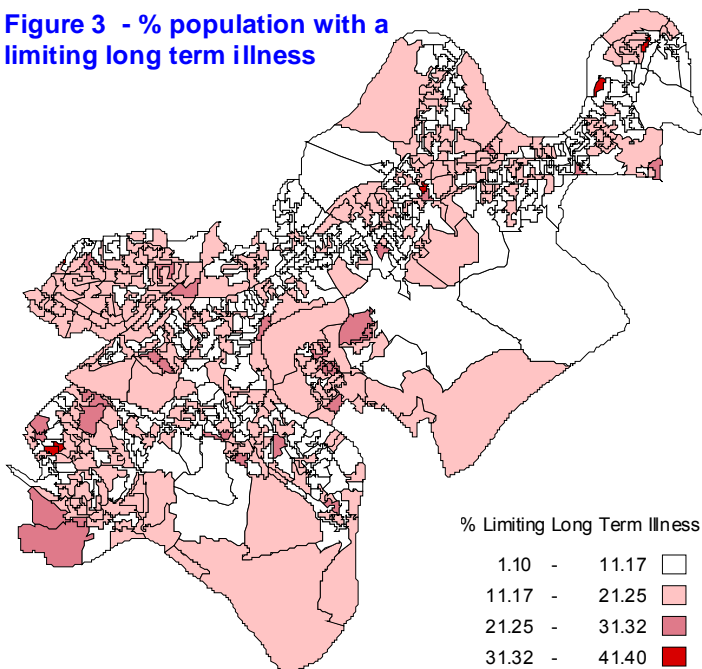 Figure 3 - % population with a
limiting long term illness
% Limiting Long Term Illness
1.10 - 11.17
11.17 - 21.25
21.25 - 31.32
31.32 - 41.40